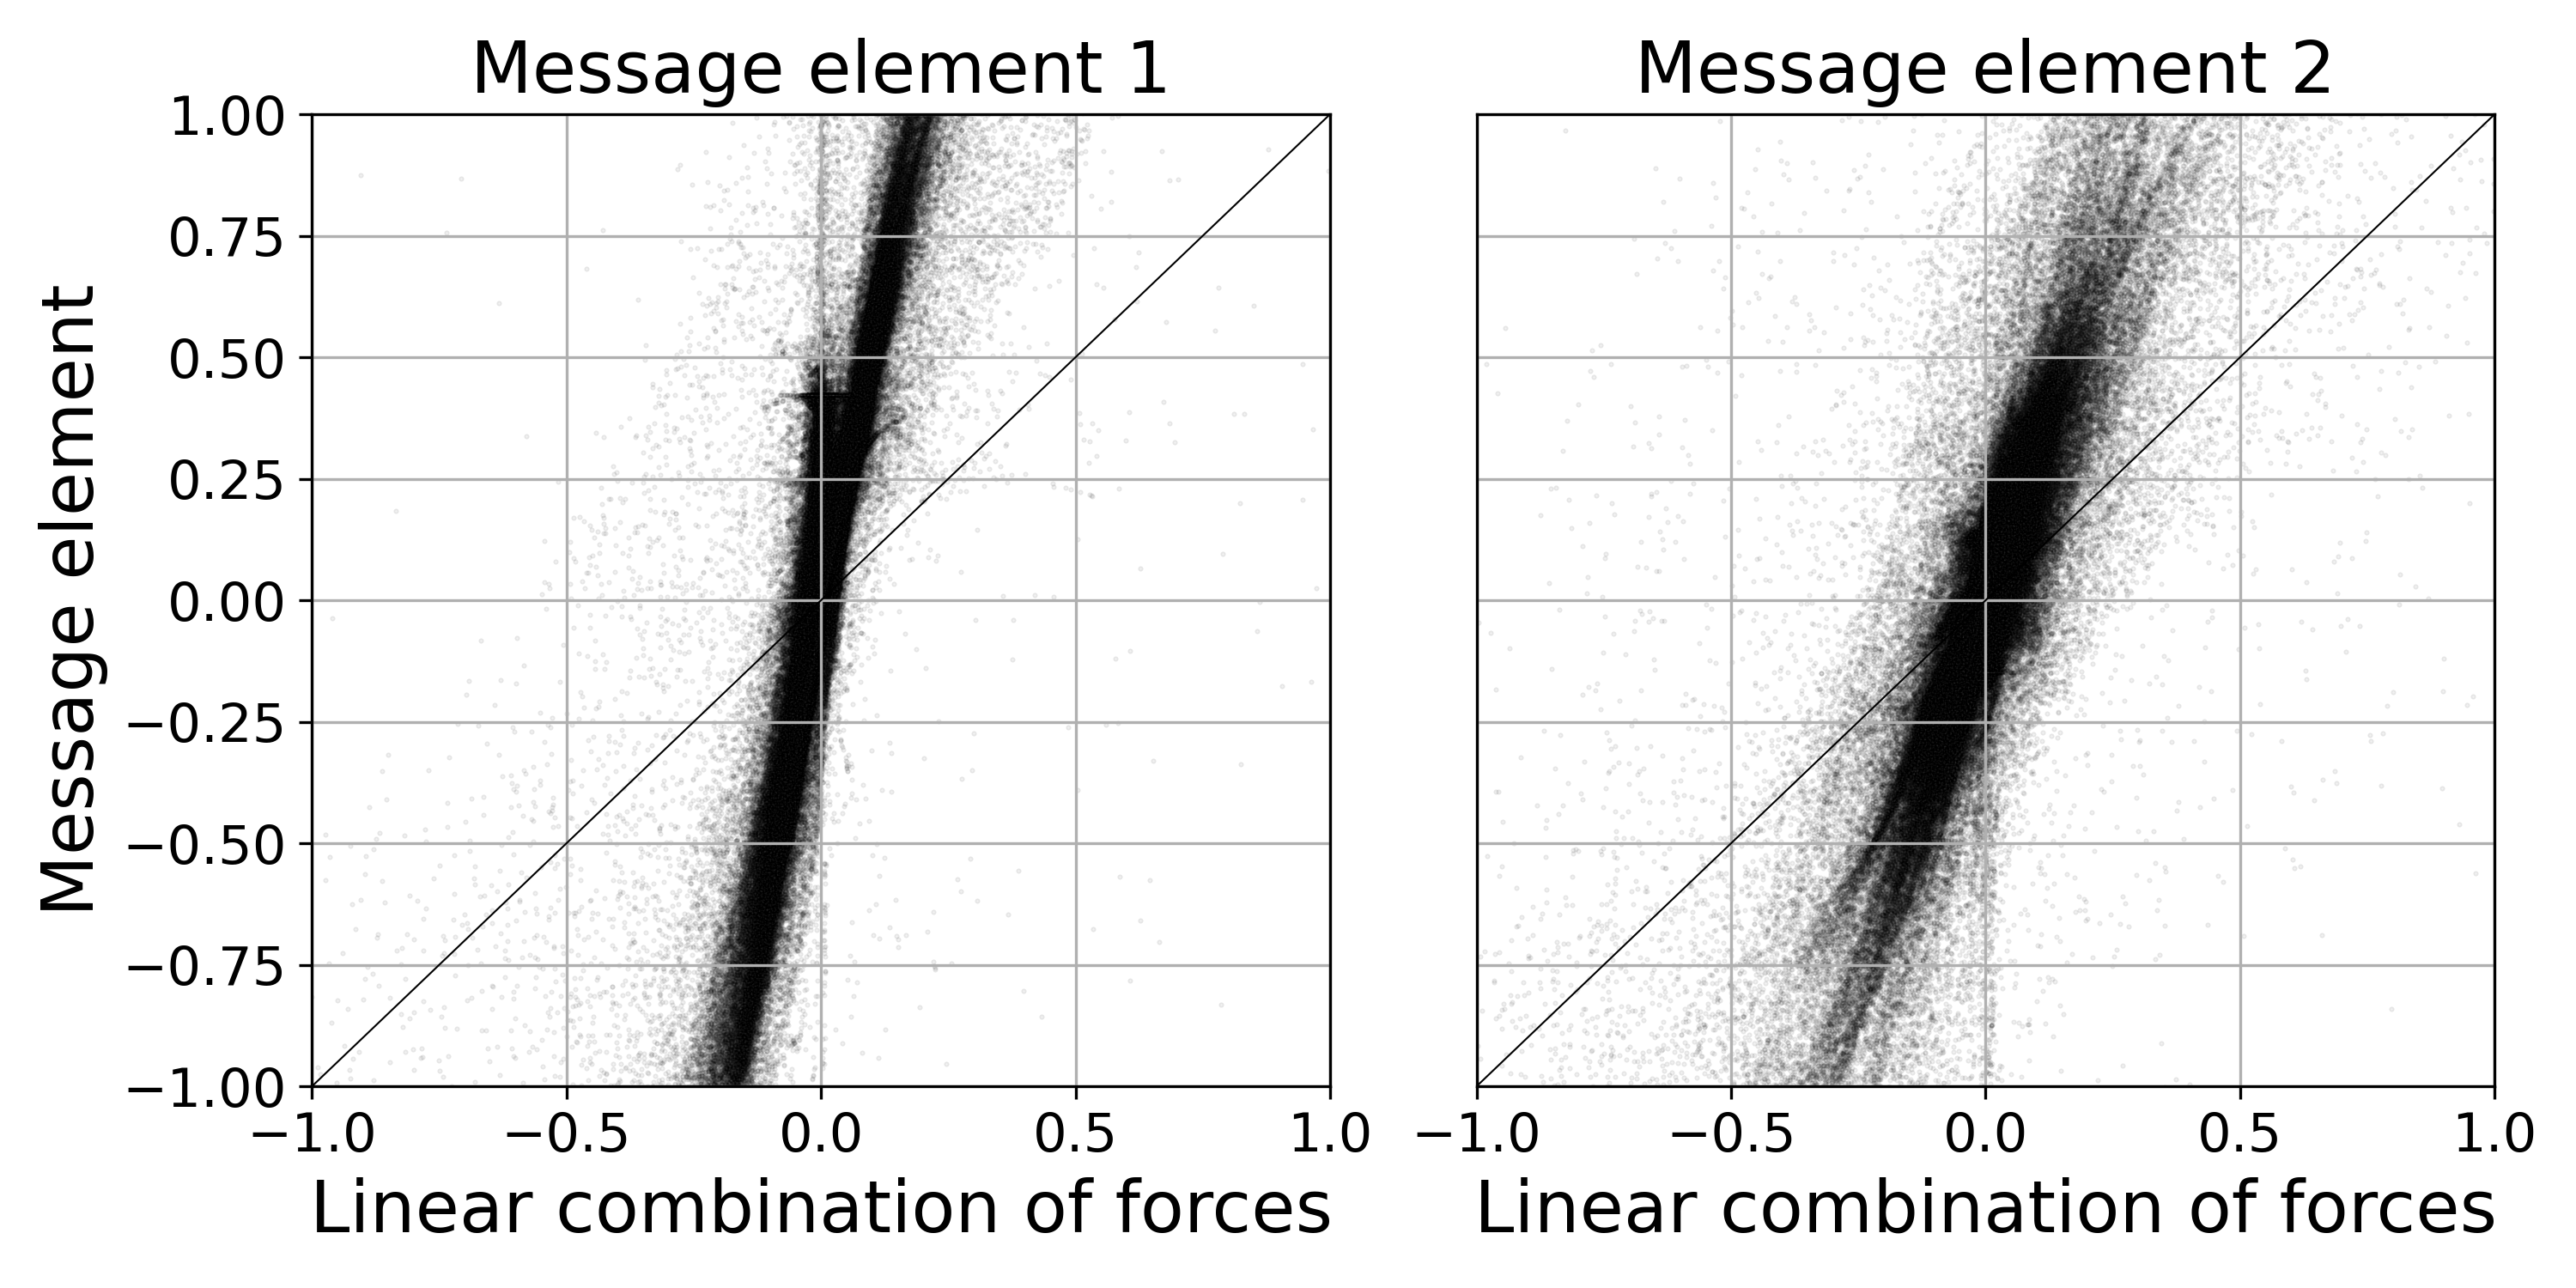 Message element 1
Message element 2
Message element
1.00
0.75
0.50
0.25
0.00
−0.25
−0.50
−0.75
−1.00
−1.0 −0.5 0.0 0.5 1.0
−1.0 −0.5 0.0 0.5 1.0
Linear combination of forces
Linear combination of forces